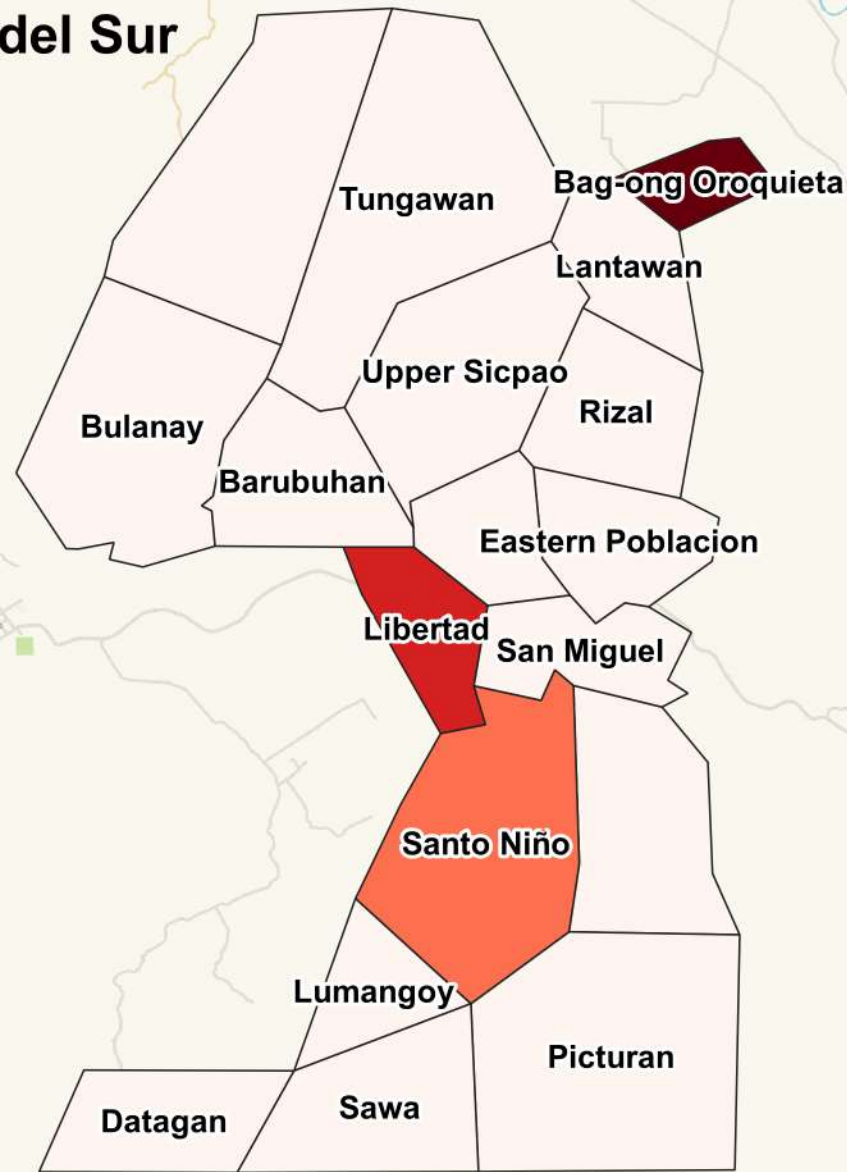 del Sur
Bag-ong Oroquieta
Tungawan
Lantawan
Upper Sicpao
Rizal
Bulanay
Barubuhan
Eastern Poblacion
Libertad
San Miguel
Santo Niño
Lumangoy
Picturan
Sawa
Datagan